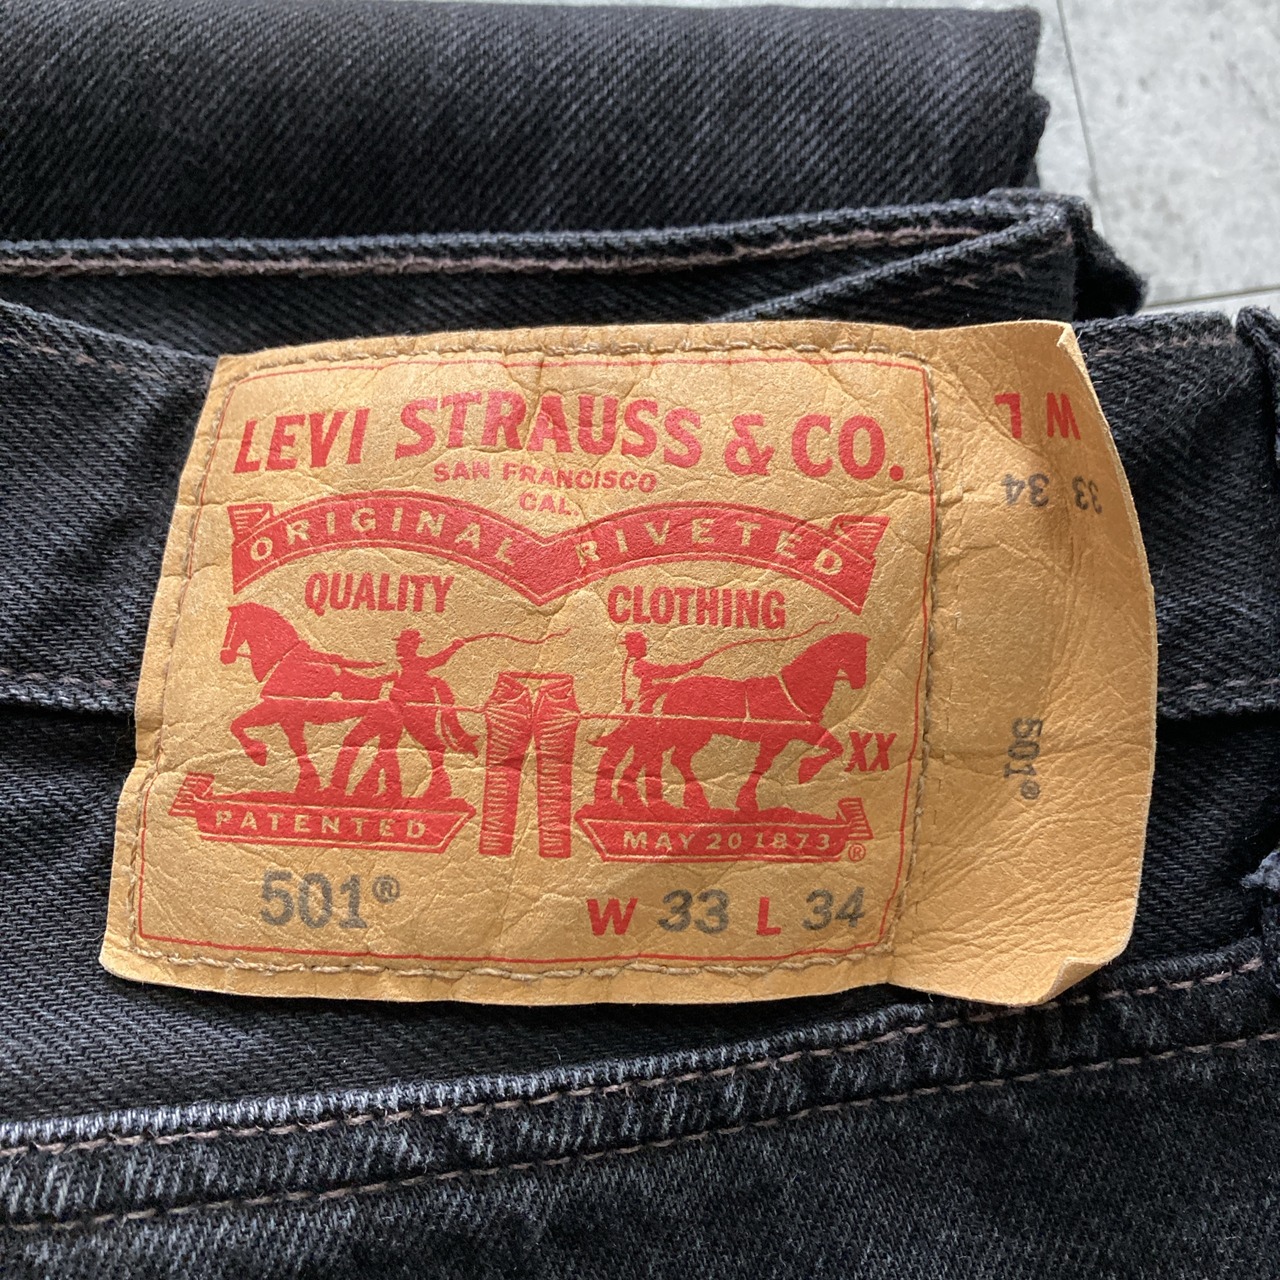 LEVI STRAUSS & CO.
SAN FRANCISCO
CAL.
ORIGINAL RIVETED
QUALITY CLOTHING
XX
PATENTED MAY 20 1873 ®
501® W 33 L 34
W L
33 34
501®